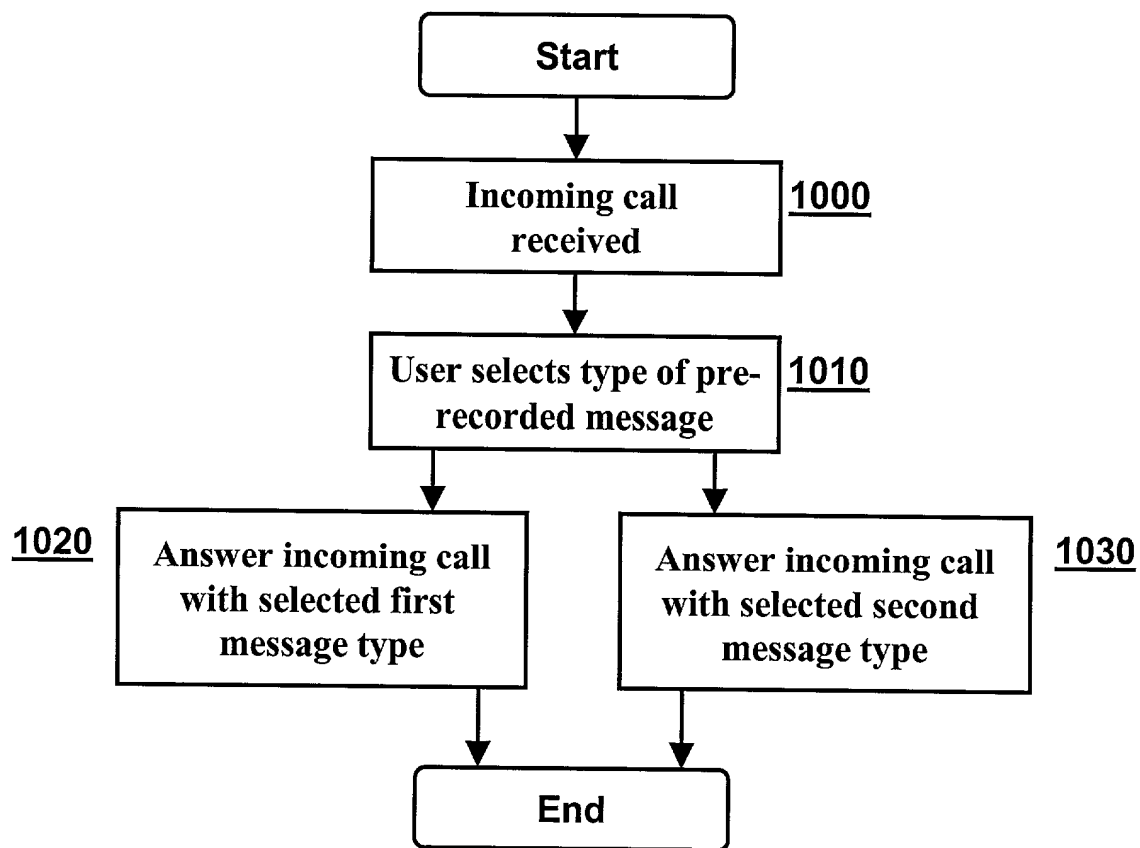 Start
Incoming call
received
1000
User selects type of pre-
recorded message
1010
1020
Answer incoming call
with selected first
message type
Answer incoming call
with selected second
message type
1030
End